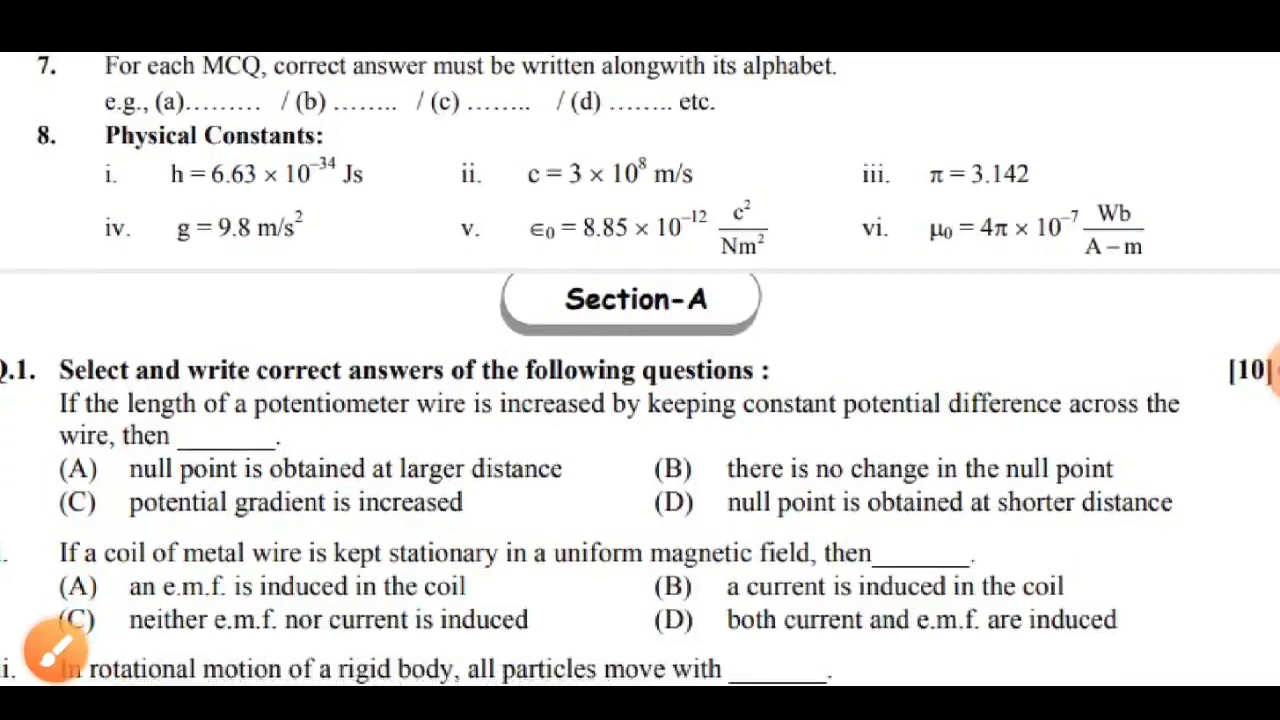 7. For each MCQ, correct answer must be written alongwith its alphabet.
e.g., (a)......... / (b) ........ / (c) ........ / (d) ........ etc.
8. Physical Constants:
i. h = 6.63 × 10⁻³⁴ Js ii. c = 3 × 10⁸ m/s iii. π = 3.142
iv. g = 9.8 m/s² v. ∈₀ = 8.85 × 10⁻¹² c²/Nm² vi. μ₀ = 4π × 10⁻⁷ Wb/A – m
Section-A
Q.1. Select and write correct answers of the following questions : [10]
If the length of a potentiometer wire is increased by keeping constant potential difference across the
wire, then _______.
(A) null point is obtained at larger distance (B) there is no change in the null point
(C) potential gradient is increased (D) null point is obtained at shorter distance
If a coil of metal wire is kept stationary in a uniform magnetic field, then_______.
(A) an e.m.f. is induced in the coil (B) a current is induced in the coil
(C) neither e.m.f. nor current is induced (D) both current and e.m.f. are induced
i. In rotational motion of a rigid body, all particles move with _______.